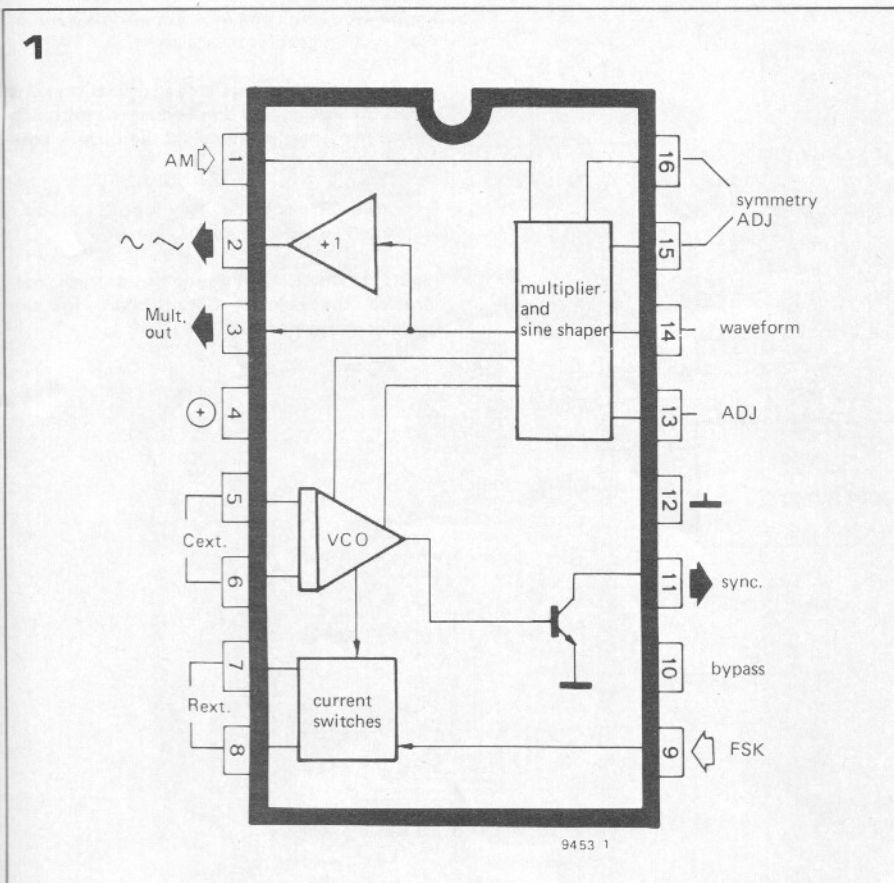 1
AM
1
2
Mult.
out
3
+
4
5
Cext.
6
7
Rext.
8
+1
multiplier
and
sine shaper
VCO
current
switches
16
symmetry
ADJ
15
14
waveform
13
ADJ
12
11
sync.
10
bypass
9
FSK
9453 1